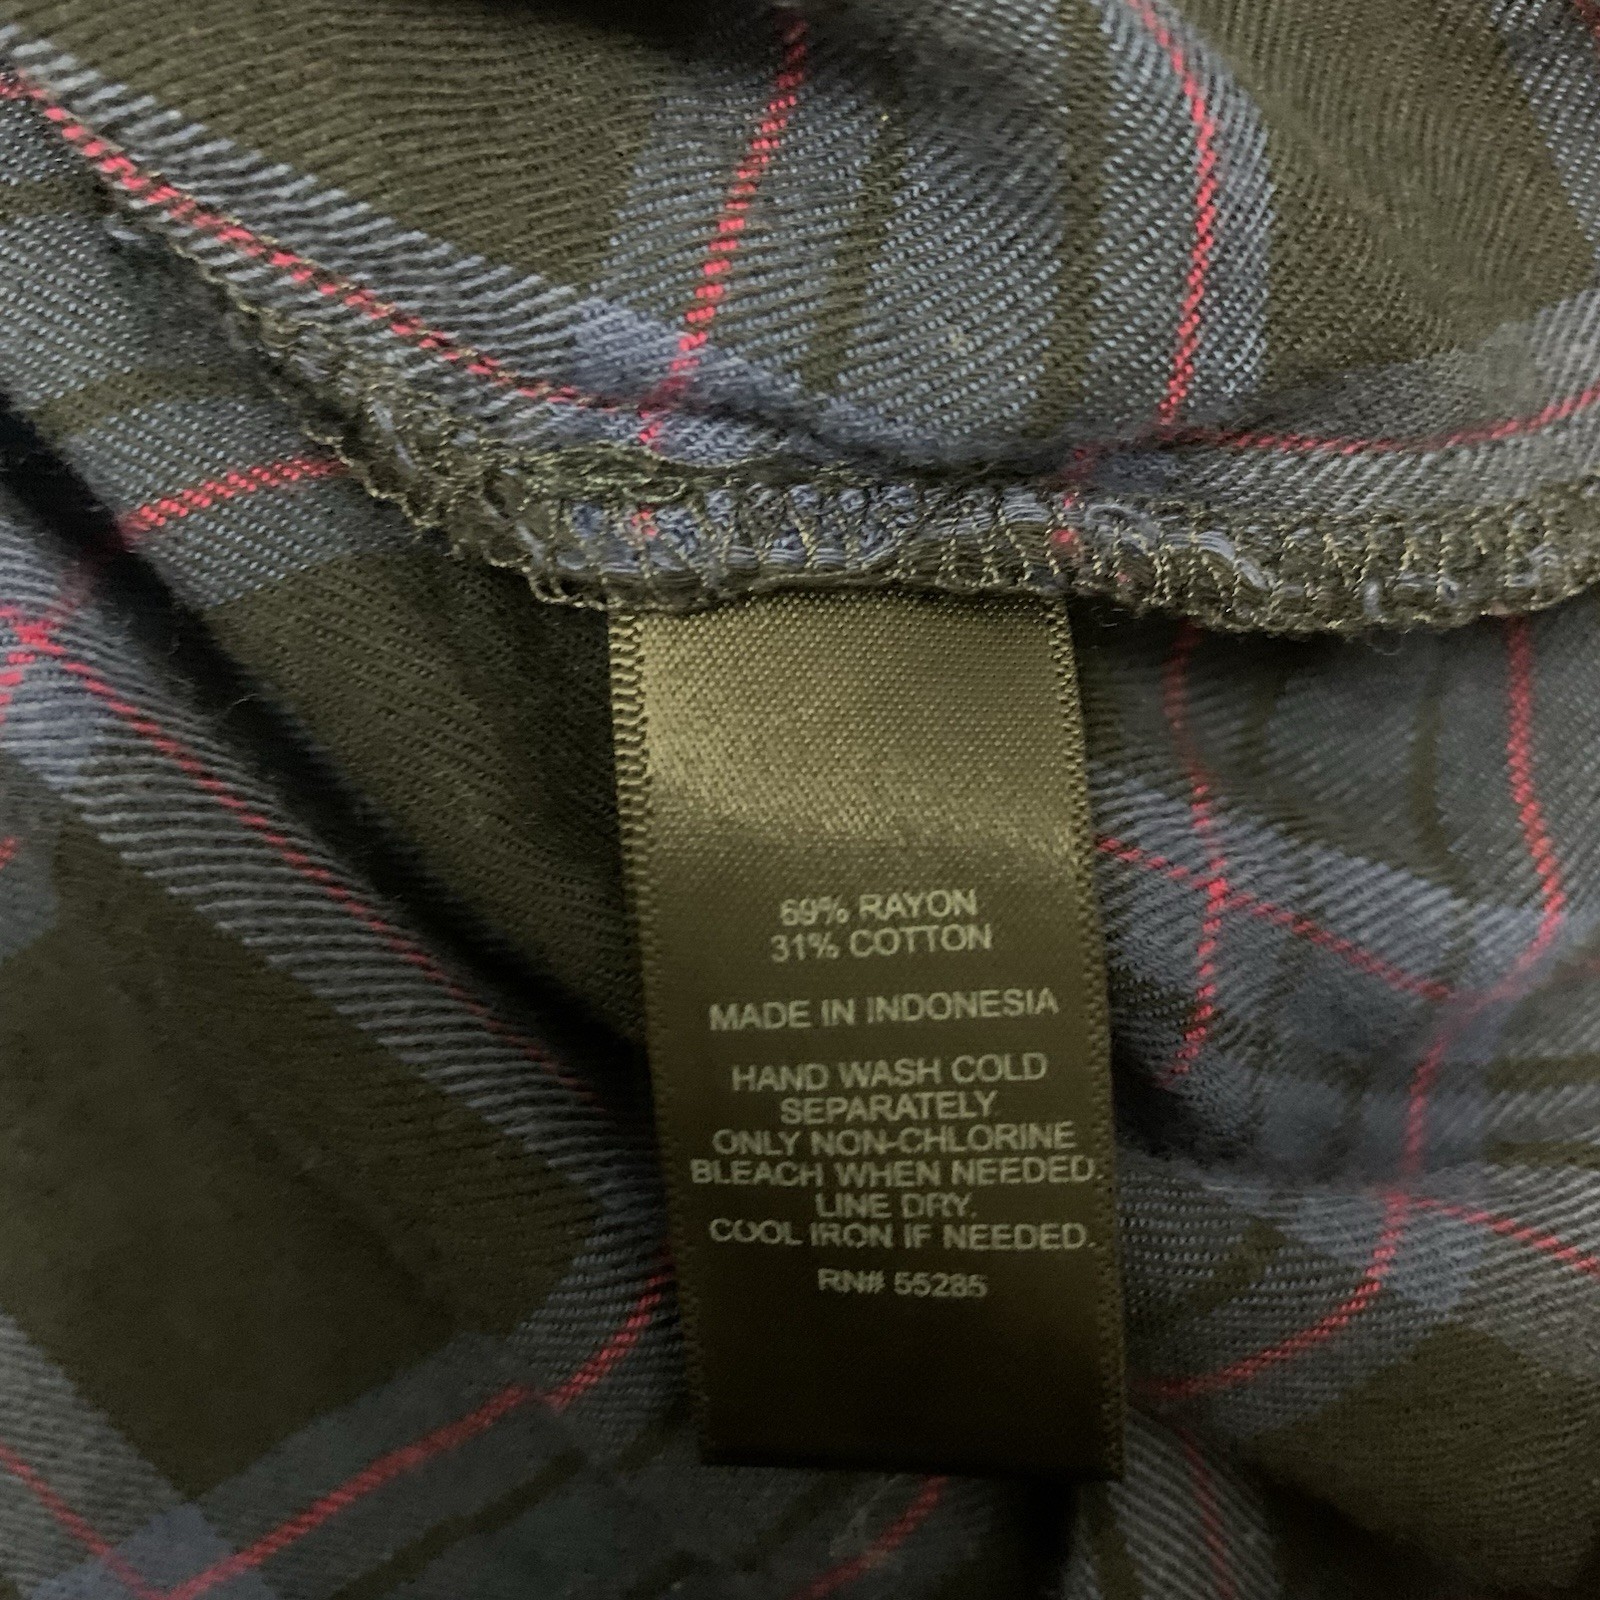 69% RAYON
31% COTTON
MADE IN INDONESIA
HAND WASH COLD
SEPARATELY
ONLY NON-CHLORINE
BLEACH WHEN NEEDED.
LINE DRY.
COOL IRON IF NEEDED.
RN# 55285